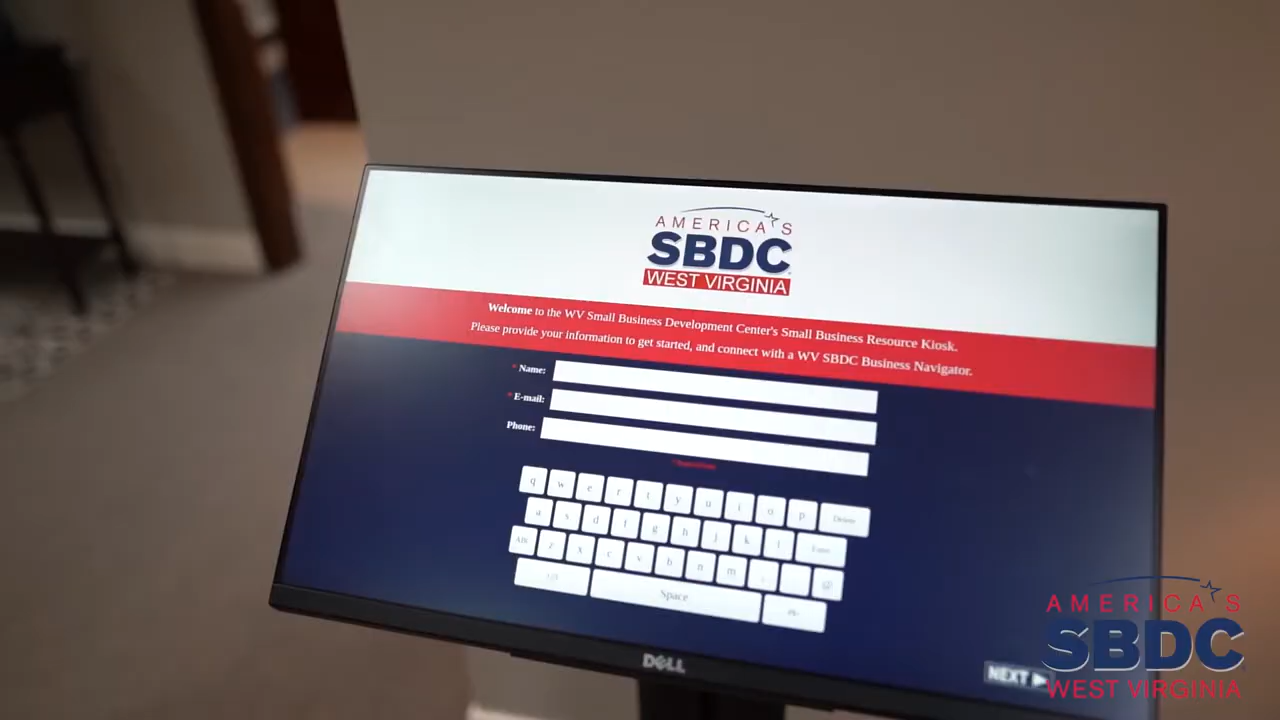 AMERICA'S
SBDC
WEST VIRGINIA
Welcome to the WV Small Business Development Center's Small Business Resource Kiosk.
Please provide your information to get started, and connect with a WV SBDC Business Navigator.
* Name:
* E-mail:
Phone:
q w e r t y u i o p Delete
a s d f g h j k l Enter
z x c v b n m
Space
DELL
NEXT
AMERICA'S
SBDC
WEST VIRGINIA